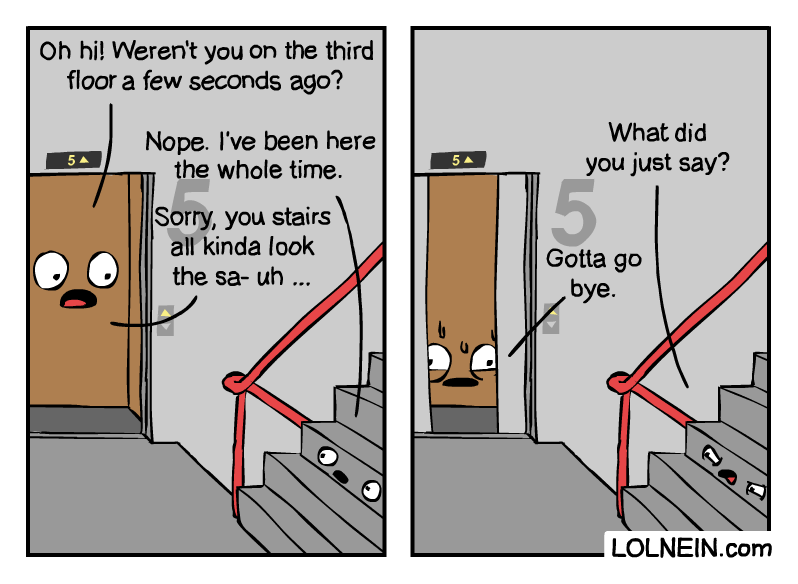 Oh hi! Weren't you on the third
floor a few seconds ago?
5
Nope. I've been here
the whole time.
5
Sorry, you stairs
all kinda look
the sa- uh ...
5
What did
you just say?
5
Gotta go
bye.
LOLNEIN.com